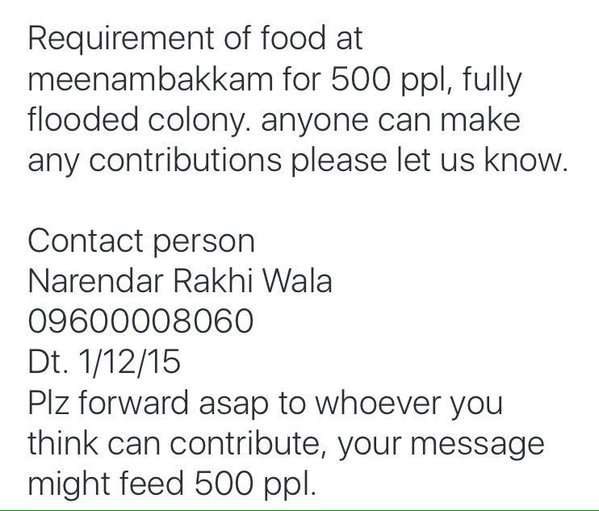 Requirement of food at
meenambakkam for 500 ppl, fully
flooded colony. anyone can make
any contributions please let us know.

Contact person
Narendar Rakhi Wala
09600008060
Dt. 1/12/15
Plz forward asap to whoever you
think can contribute, your message
might feed 500 ppl.